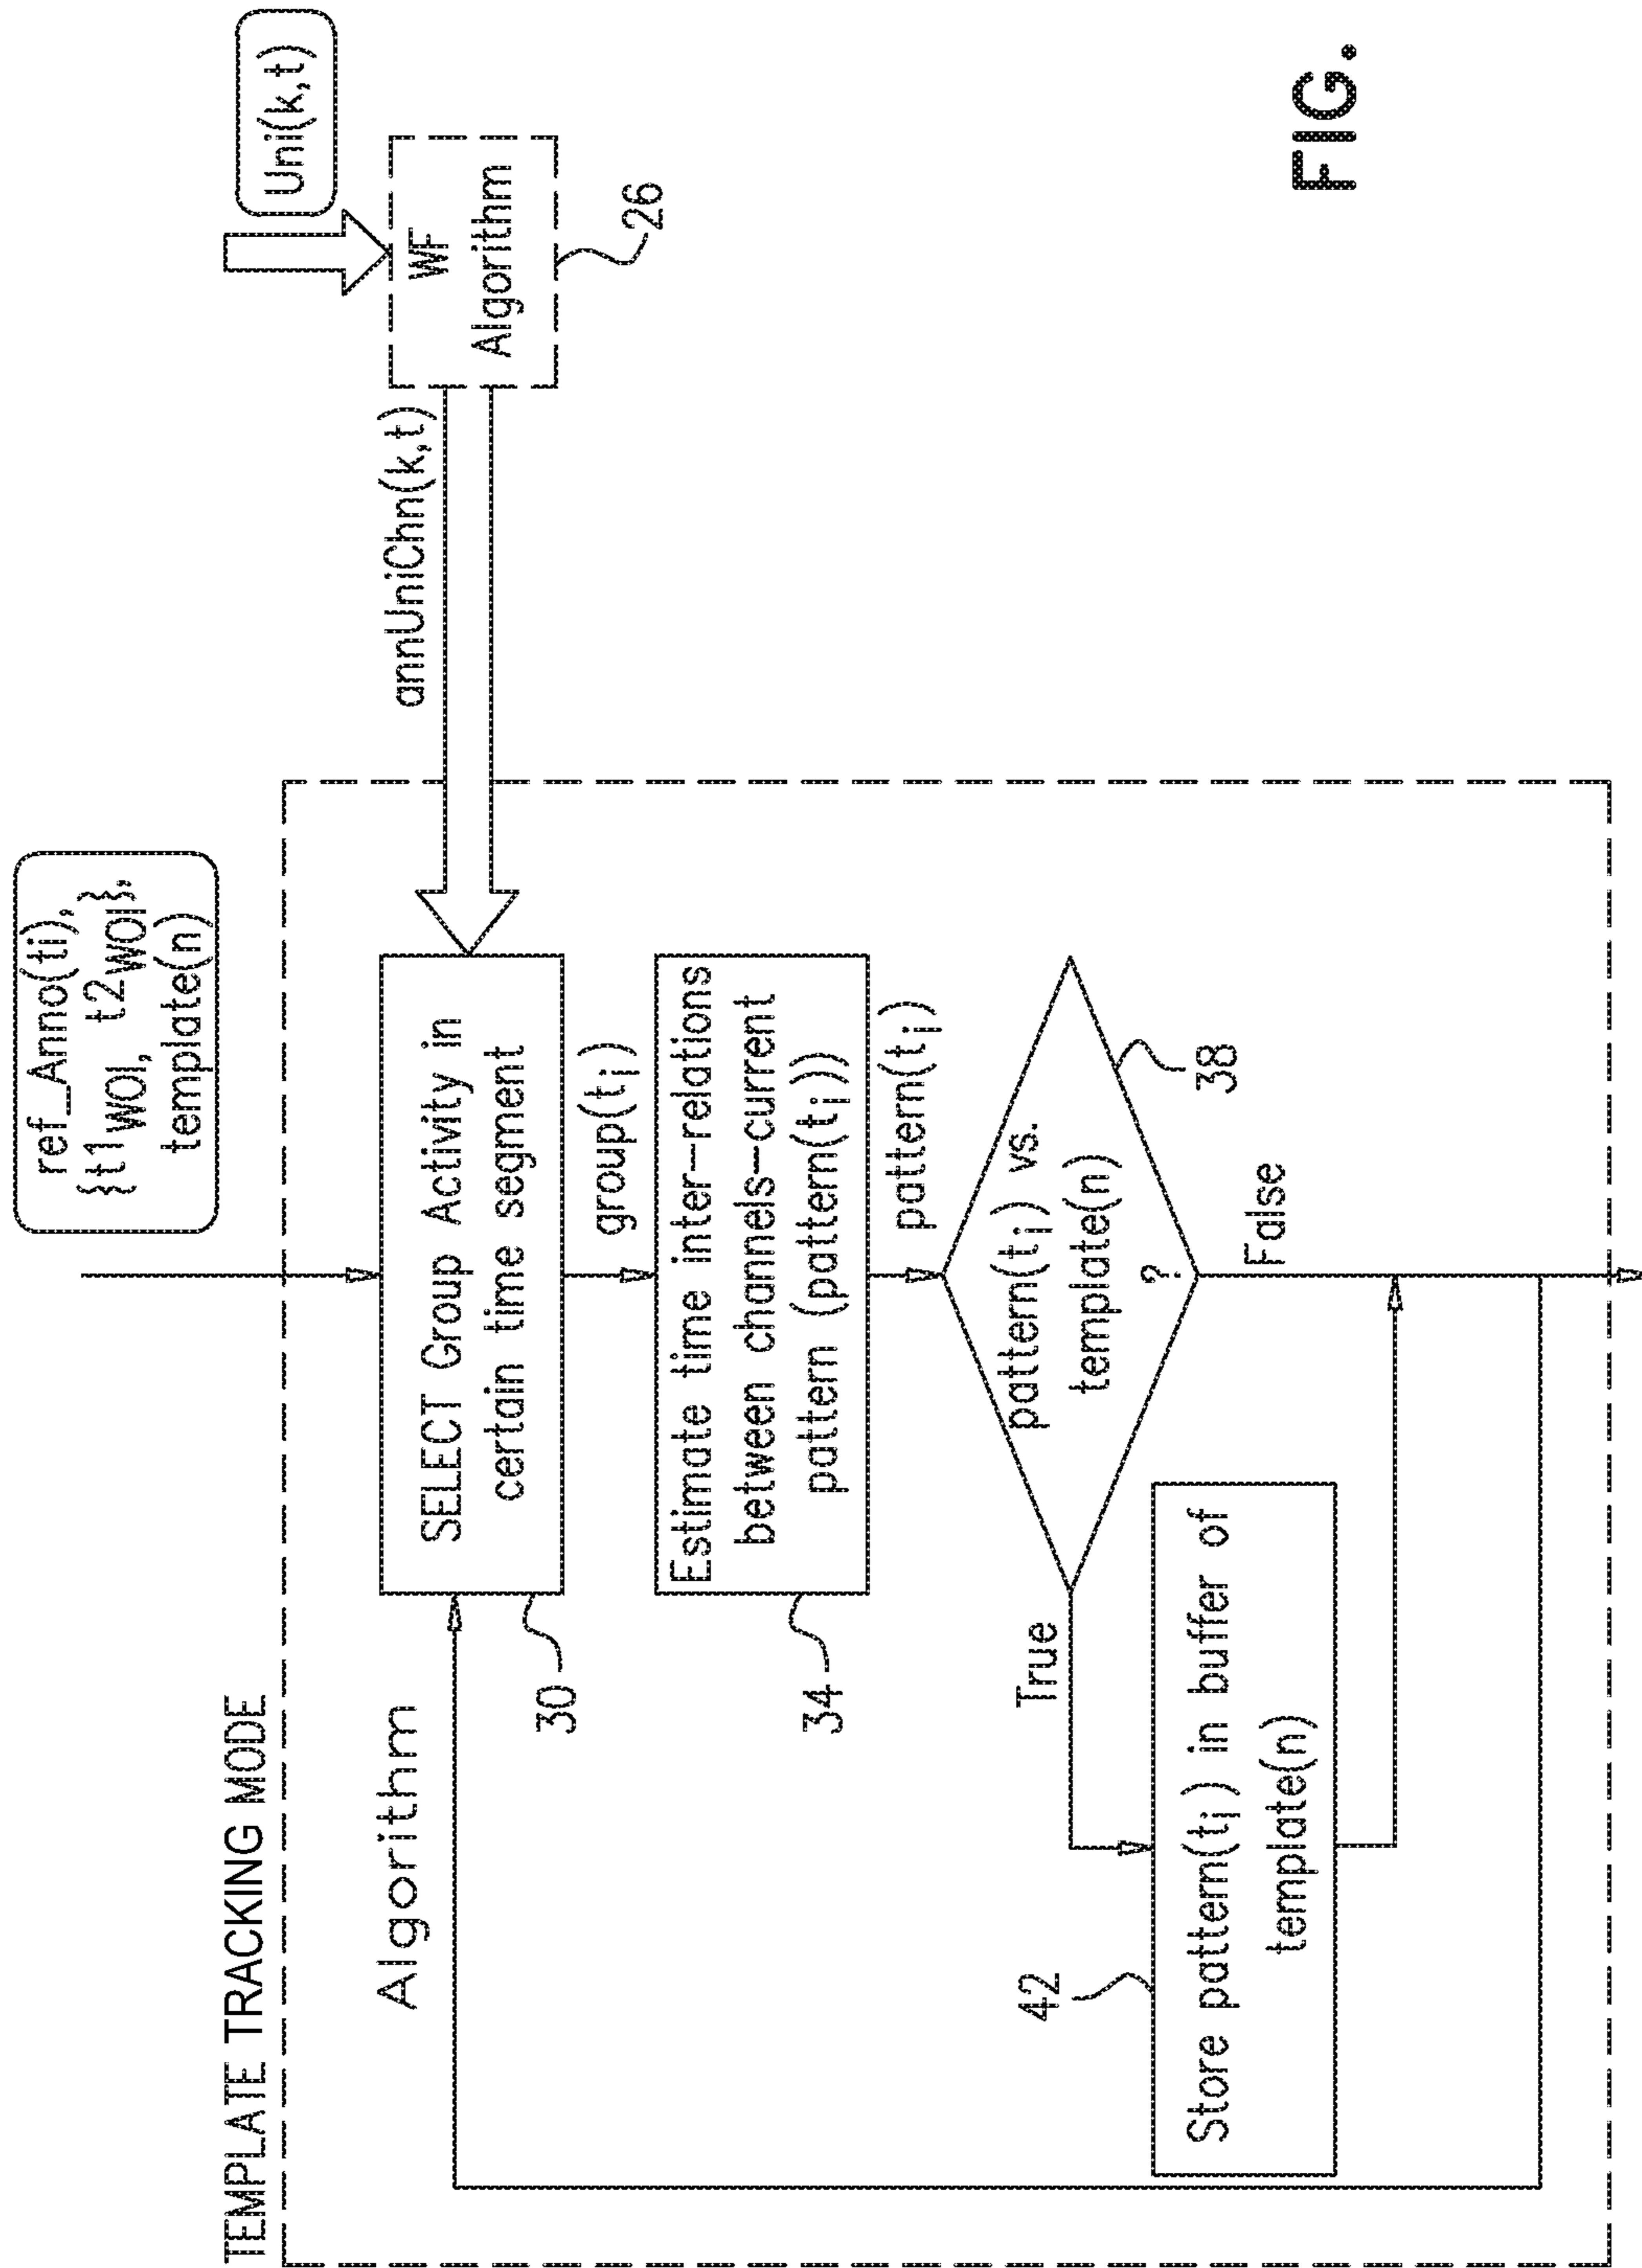 TEMPLATE TRACKING MODE
ref_Anno(ti),
{t1WOI, t2WOI},
template(n)
Uni(k,t)
Algorithm
annUniChn(k,t)
WF
Algorithm
26
SELECT Group Activity in
certain time segment
30
group(ti)
Estimate time inter-relations
between channels-current
pattern (pattern(ti))
34
pattern(ti)
pattern(ti) vs.
template(n)
?
38
True
False
42
Store pattern(ti) in buffer of
template(n)
FIG.